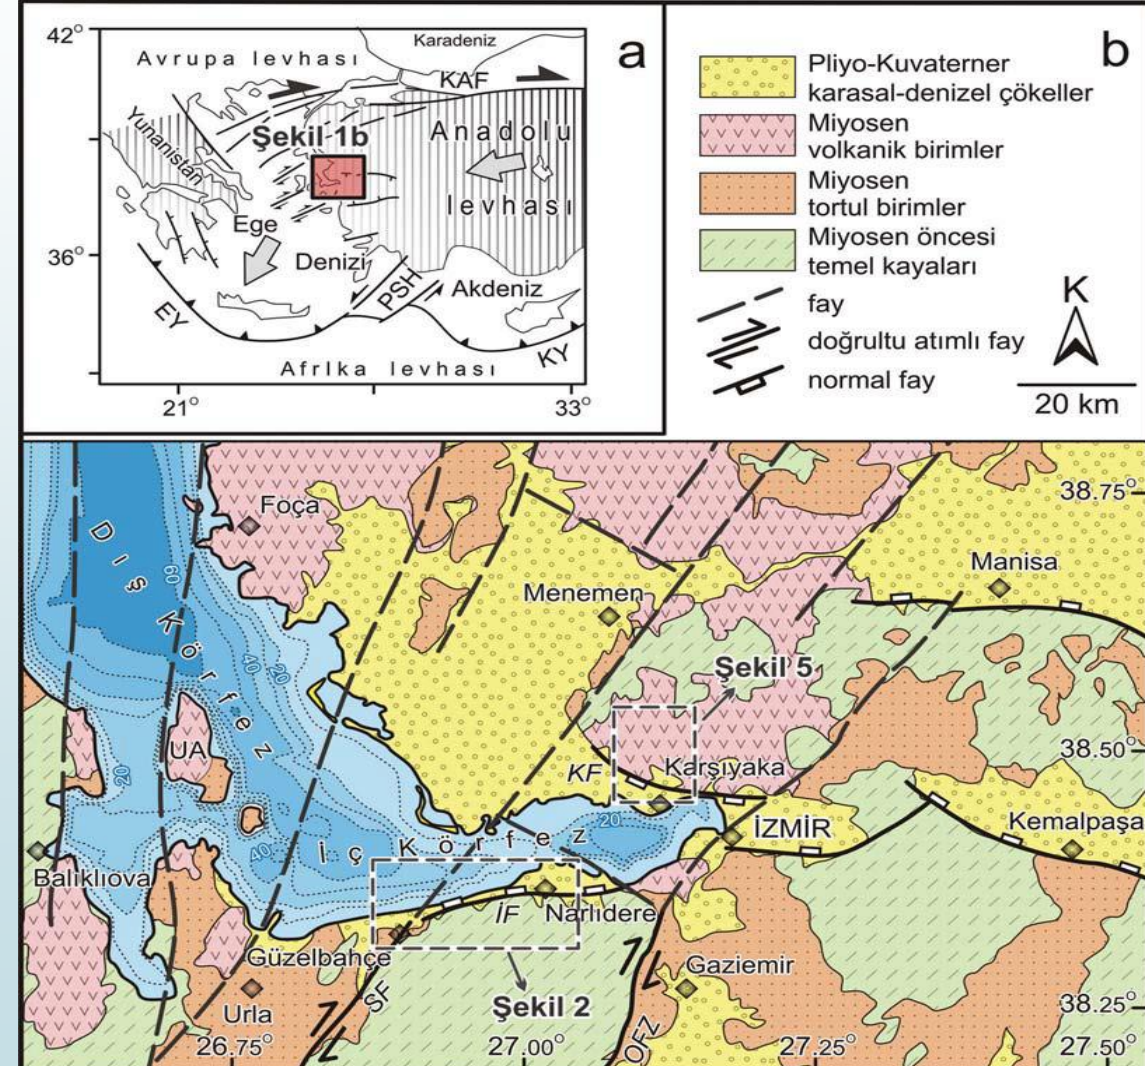 42°
Karadeniz
a
Avrupa levhası
KAF
Yunanistan
Şekil 1b
Anadolu
levhası
Ege
36°
Denizi
PSH
Akdeniz
EY
KY
AfrIka levhası
21°
33°
b
Pliyo-Kuvaterner
karasal-denizel çökeller
Miyosen
volkanik birimler
Miyosen
tortul birimler
Miyosen öncesi
temel kayaları
fay
doğrultu atımlı fay
normal fay
K
20 km
38.75°
Foça
Dış Körfez
60
Manisa
Menemen
40
20
Şekil 5
UA
38.50°
20
KF
Karşıyaka
20
İZMİR
Kemalpaşa
40
İç Körfez
Balıklıova
İF
Narlıdere
Güzelbahçe
Gaziemir
SF
Şekil 2
Urla
38.25°
OFZ
26.75°
27.00°
27.25°
27.50°